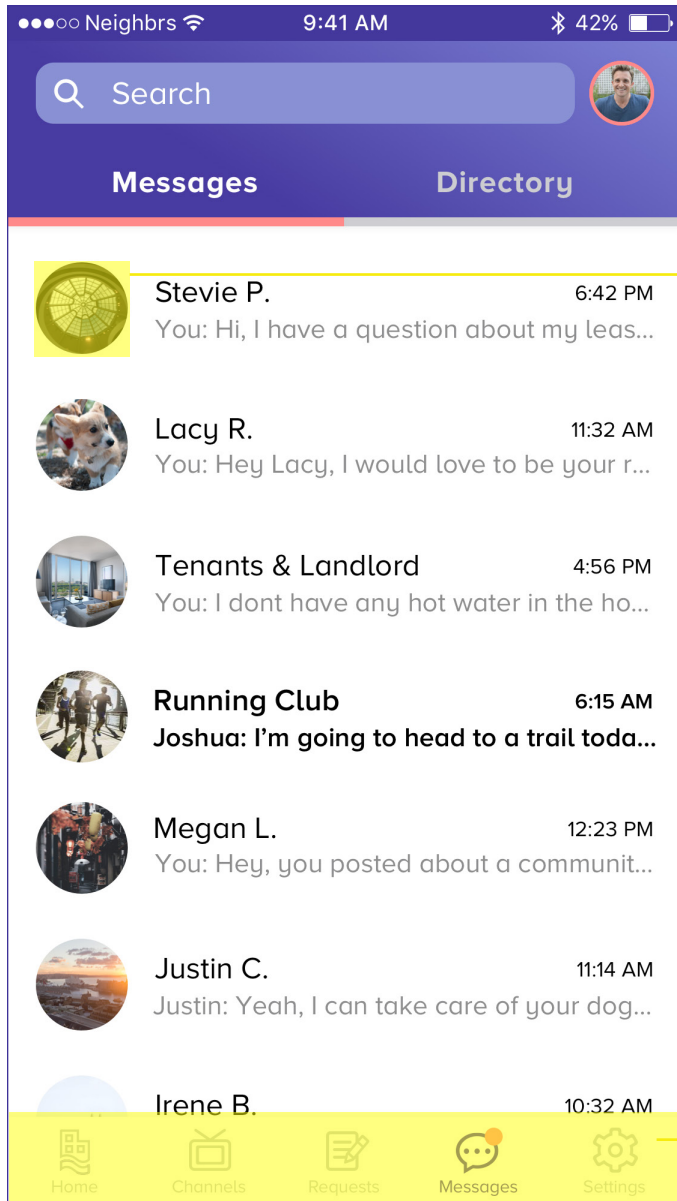 Neighbrs 9:41 AM 42%
Search
Messages Directory
Stevie P. 6:42 PM
You: Hi, I have a question about my leas...
Lacy R. 11:32 AM
You: Hey Lacy, I would love to be your r...
Tenants & Landlord 4:56 PM
You: I dont have any hot water in the ho...
Running Club 6:15 AM
Joshua: I’m going to head to a trail toda...
Megan L. 12:23 PM
You: Hey, you posted about a communit...
Justin C. 11:14 AM
Justin: Yeah, I can take care of your dog...
Irene B. 10:32 AM
Home Channels Requests Messages Settings